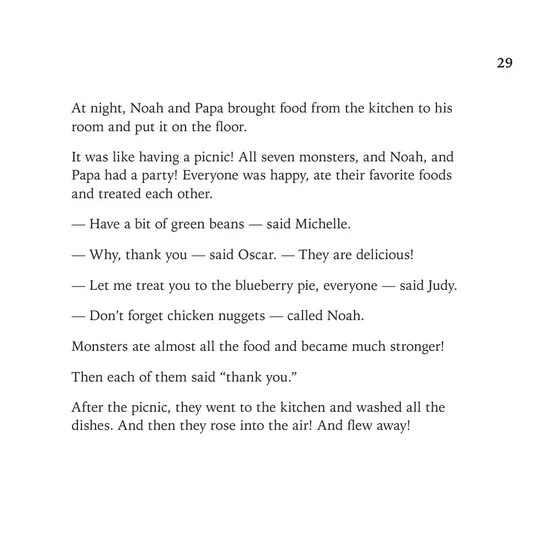 29
At night, Noah and Papa brought food from the kitchen to his
room and put it on the floor.
It was like having a picnic! All seven monsters, and Noah, and
Papa had a party! Everyone was happy, ate their favorite foods
and treated each other.
— Have a bit of green beans — said Michelle.
— Why, thank you — said Oscar. — They are delicious!
— Let me treat you to the blueberry pie, everyone — said Judy.
— Don’t forget chicken nuggets — called Noah.
Monsters ate almost all the food and became much stronger!
Then each of them said “thank you.”
After the picnic, they went to the kitchen and washed all the
dishes. And then they rose into the air! And flew away!